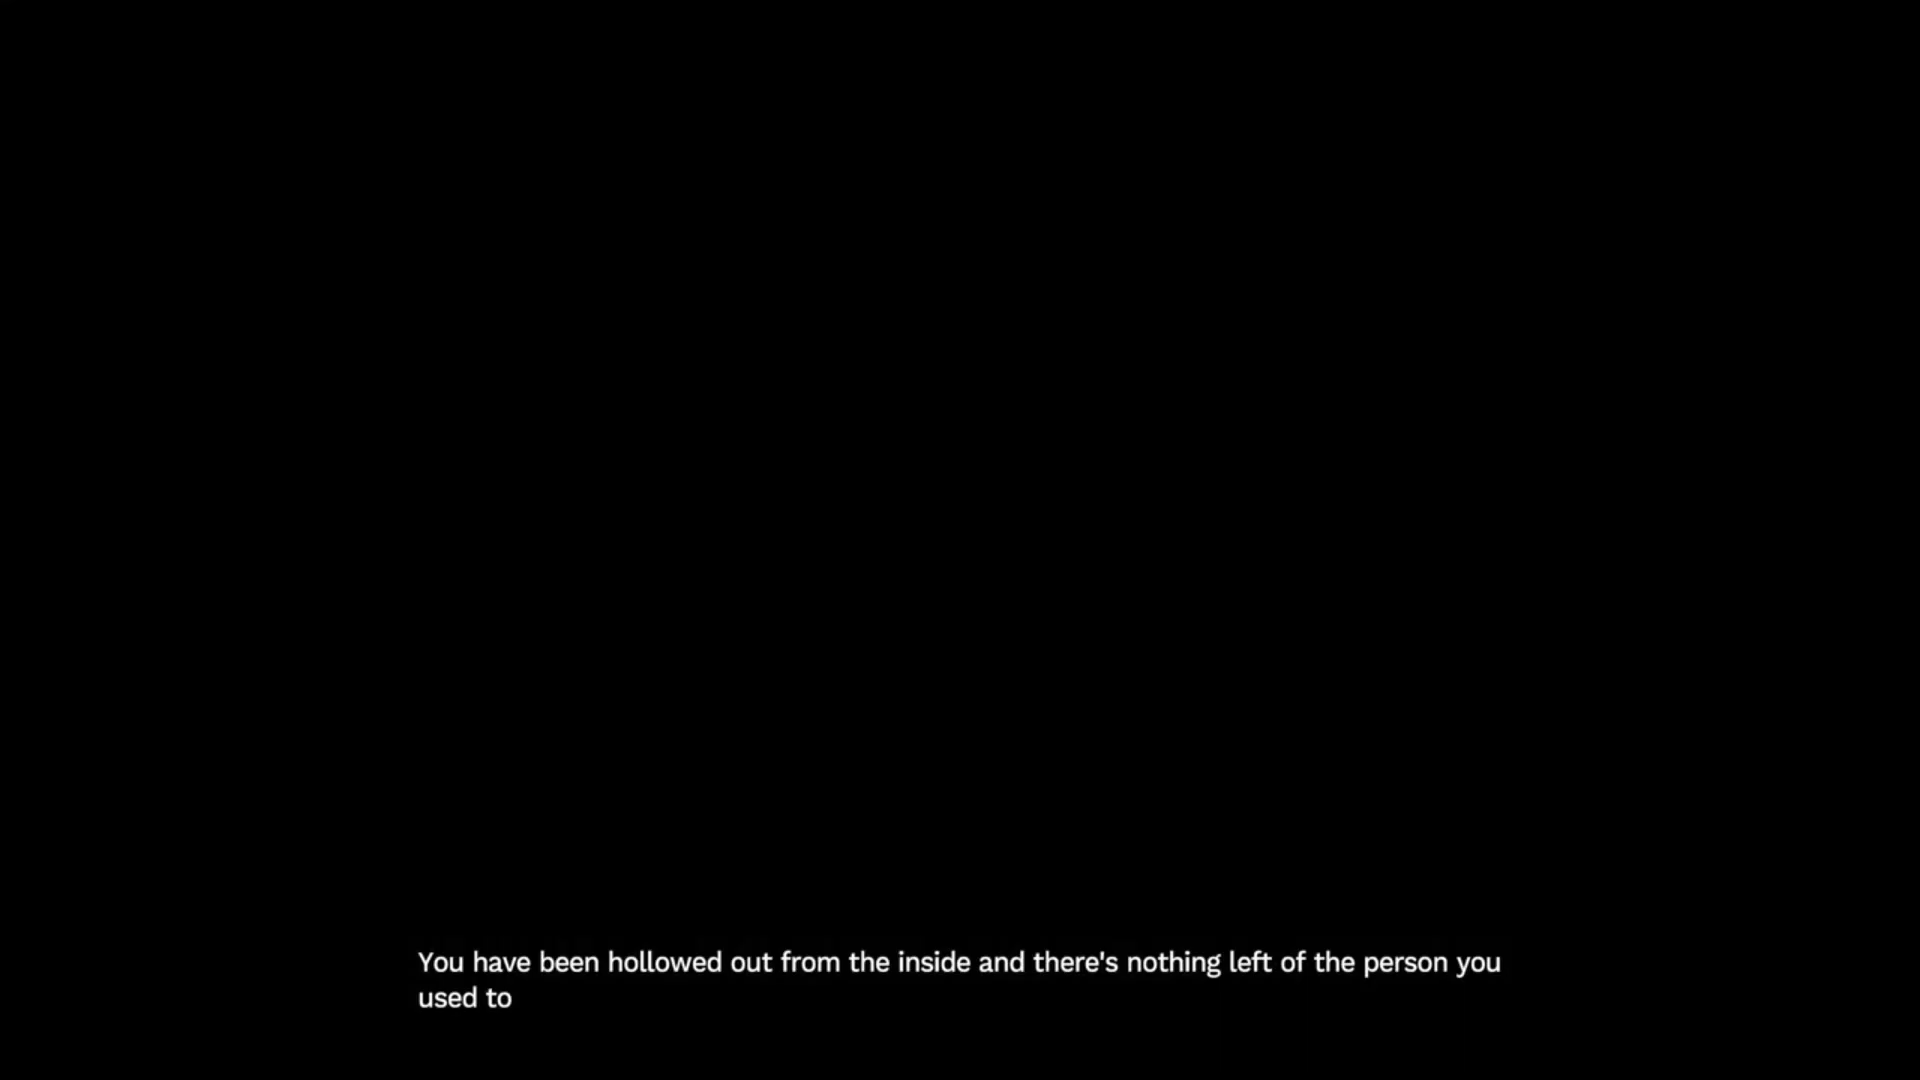 You have been hollowed out from the inside and there's nothing left of the person you
used to